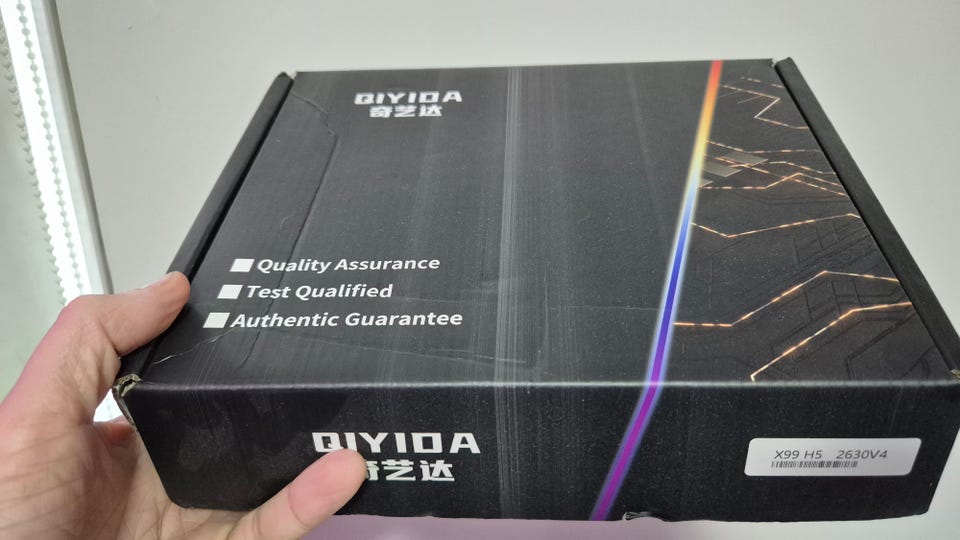 QIYIDA
奇艺达
Quality Assurance
Test Qualified
Authentic Guarantee
QIYIDA
奇艺达
X99 H5 2630V4